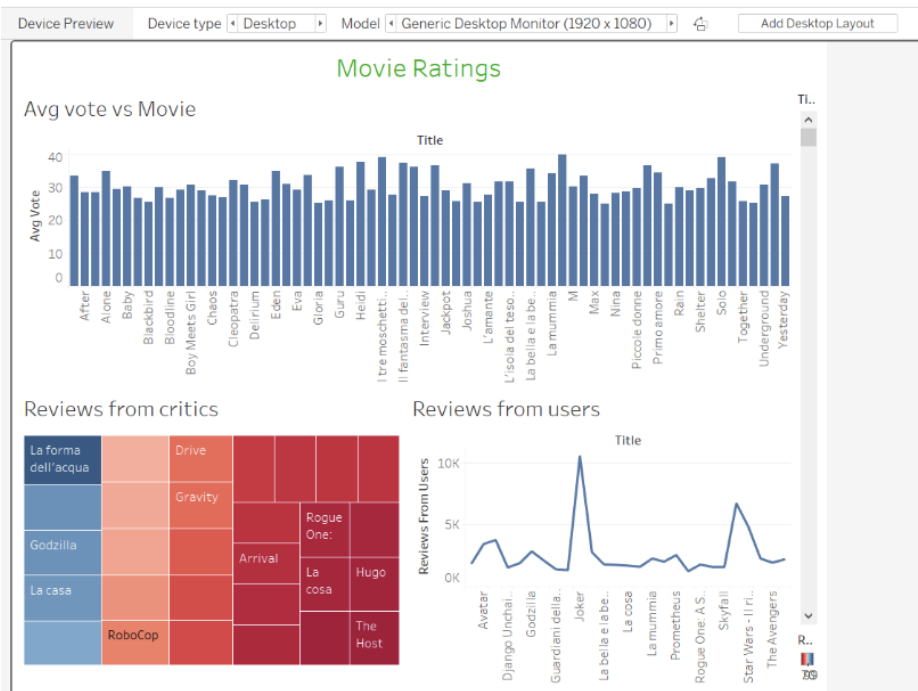 Device Preview Device type Desktop Model Generic Desktop Monitor (1920 x 1080) Add Desktop Layout
Movie Ratings
Ti..
Avg vote vs Movie
Title
Avg Vote
40
30
20
10
0
After
Alone
Baby
Blackbird
Bloodline
Boy Meets Girl
Chaos
Cleopatra
Delirium
Eden
Eva
Gloria
Guru
Heidi
I tre moschetti..
Il fantasma del..
Interview
Jackpot
Joshua
L'amante
L'isola del teso..
La bella e la be..
La mummia
M
Max
Nina
Piccole donne
Primo amore
Rain
Shelter
Solo
Together
Underground
Yesterday
Reviews from critics
La forma
dell'acqua
Godzilla
La casa
RoboCop
Drive
Gravity
Arrival
Rogue
One:
La
cosa
Hugo
The
Host
Reviews from users
Title
Reviews From Users
10K
5K
0K
Avatar
Django Unchai..
Godzilla
Guardiani della..
Joker
La bella e la be..
La cosa
La mummia
Prometheus
Rogue One: A S..
Skyfall
Star Wars - Il ri..
The Avengers
R..